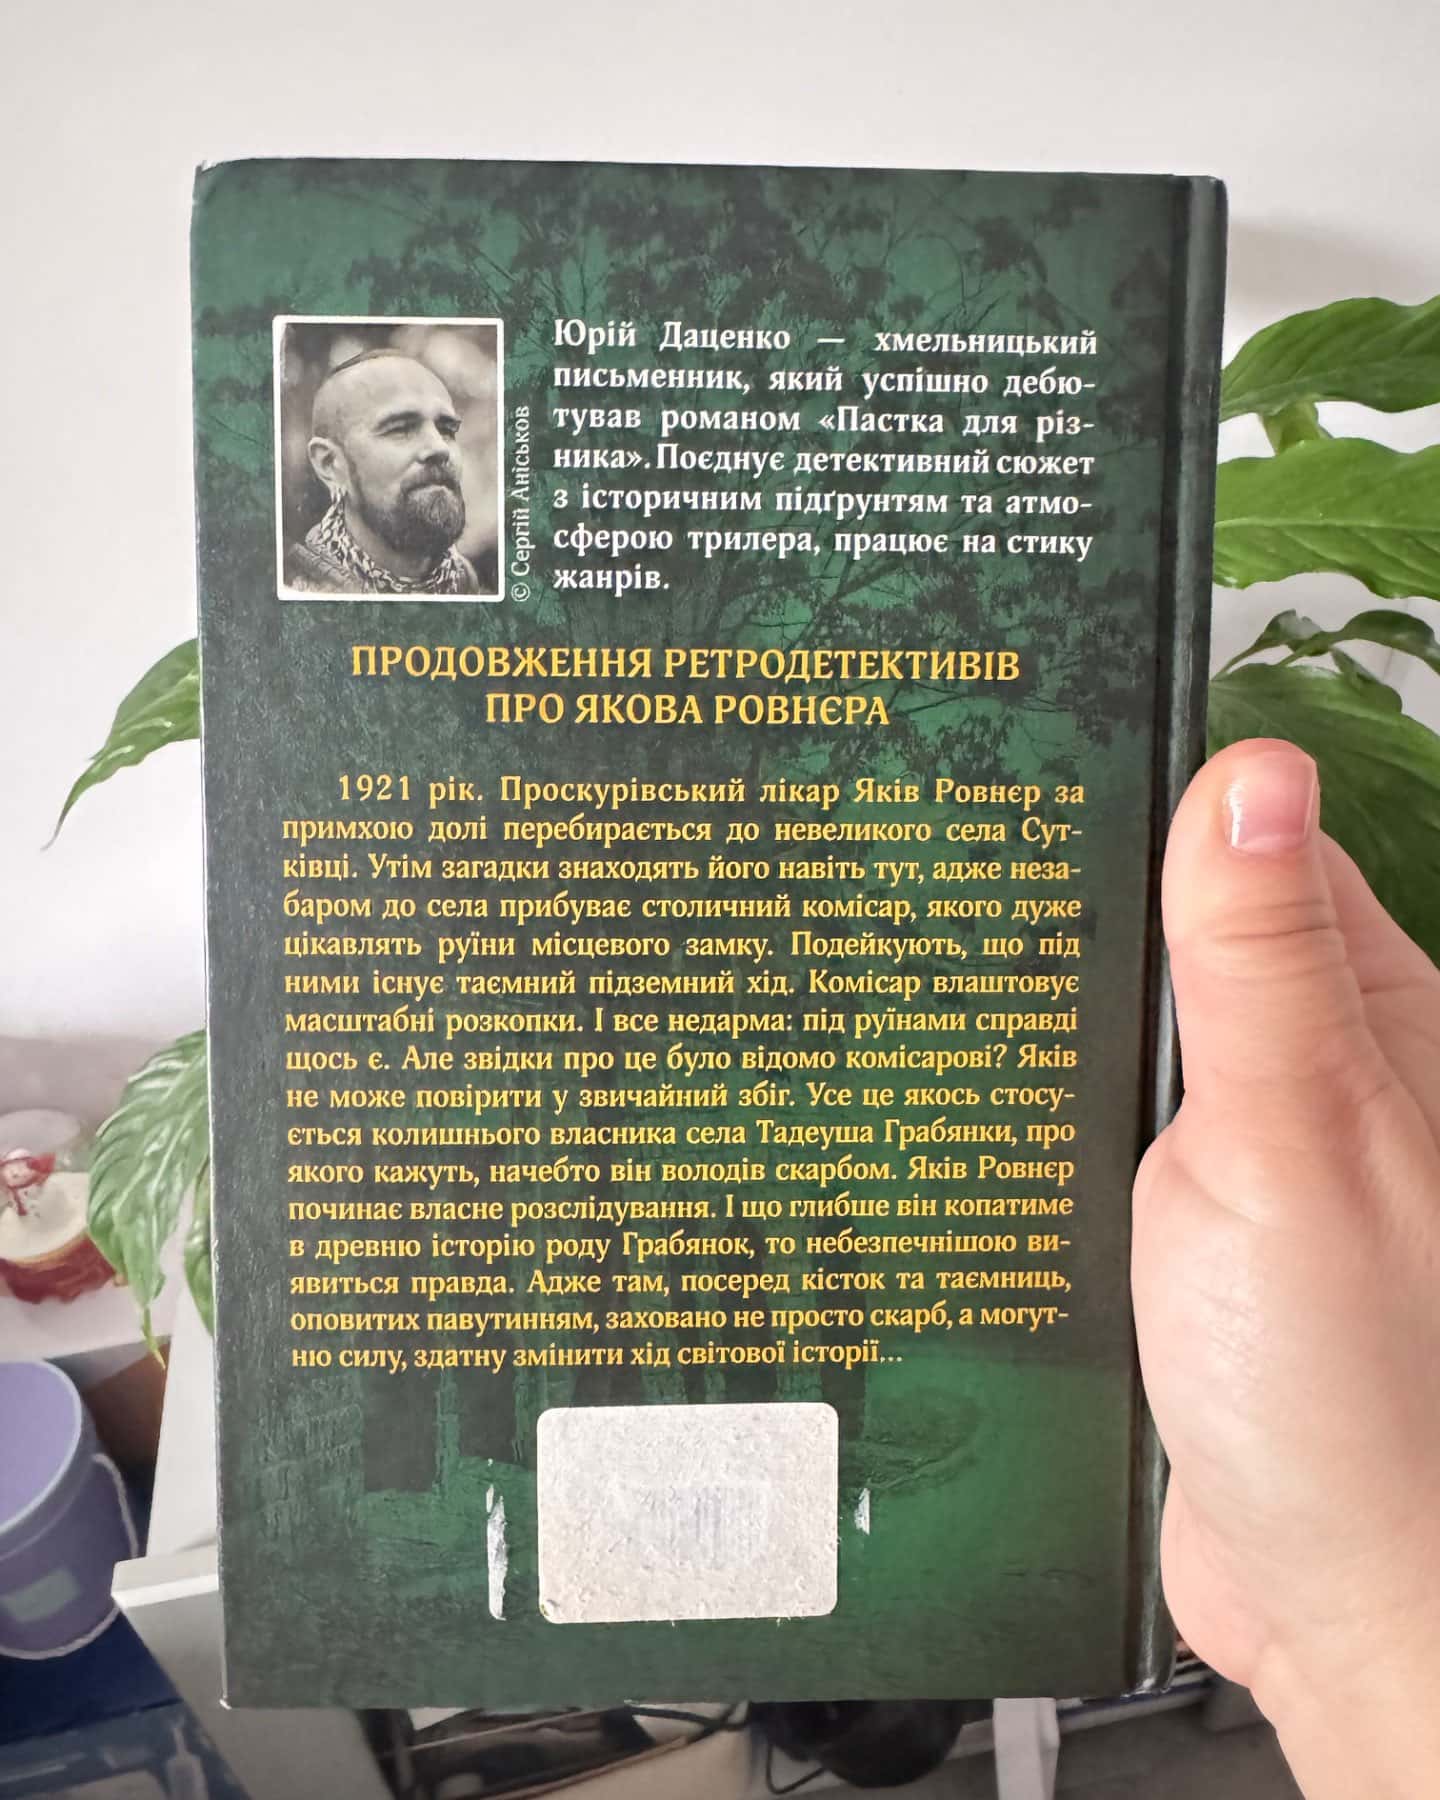 © Сергій Аніськов
Юрій Даценко — хмельницький
письменник, який успішно дебю-
тував романом «Пастка для різ-
ника». Поєднує детективний сюжет
з історичним підґрунтям та атмо-
сферою трилера, працює на стику
жанрів.
ПРОДОВЖЕННЯ РЕТРОДЕТЕКТИВІВ
ПРО ЯКОВА РОВНЄРА
1921 рік. Проскурівський лікар Яків Ровнєр за
примхою долі перебирається до невеликого села Сут-
ківці. Утім загадки знаходять його навіть тут, адже неза-
баром до села прибуває столичний комісар, якого дуже
цікавлять руїни місцевого замку. Подейкують, що під
ними існує таємний підземний хід. Комісар влаштовує
масштабні розкопки. І все недарма: під руїнами справді
щось є. Але звідки про це було відомо комісарові? Яків
не може повірити у звичайний збіг. Усе це якось стосу-
ється колишнього власника села Тадеуша Грабянки, про
якого кажуть, начебто він володів скарбом. Яків Ровнєр
починає власне розслідування. І що глибше він копатиме
в древню історію роду Грабянок, то небезпечнішою ви-
явиться правда. Адже там, посеред кісток та таємниць,
оповитих павутинням, заховано не просто скарб, а могут-
ню силу, здатну змінити хід світової історії...